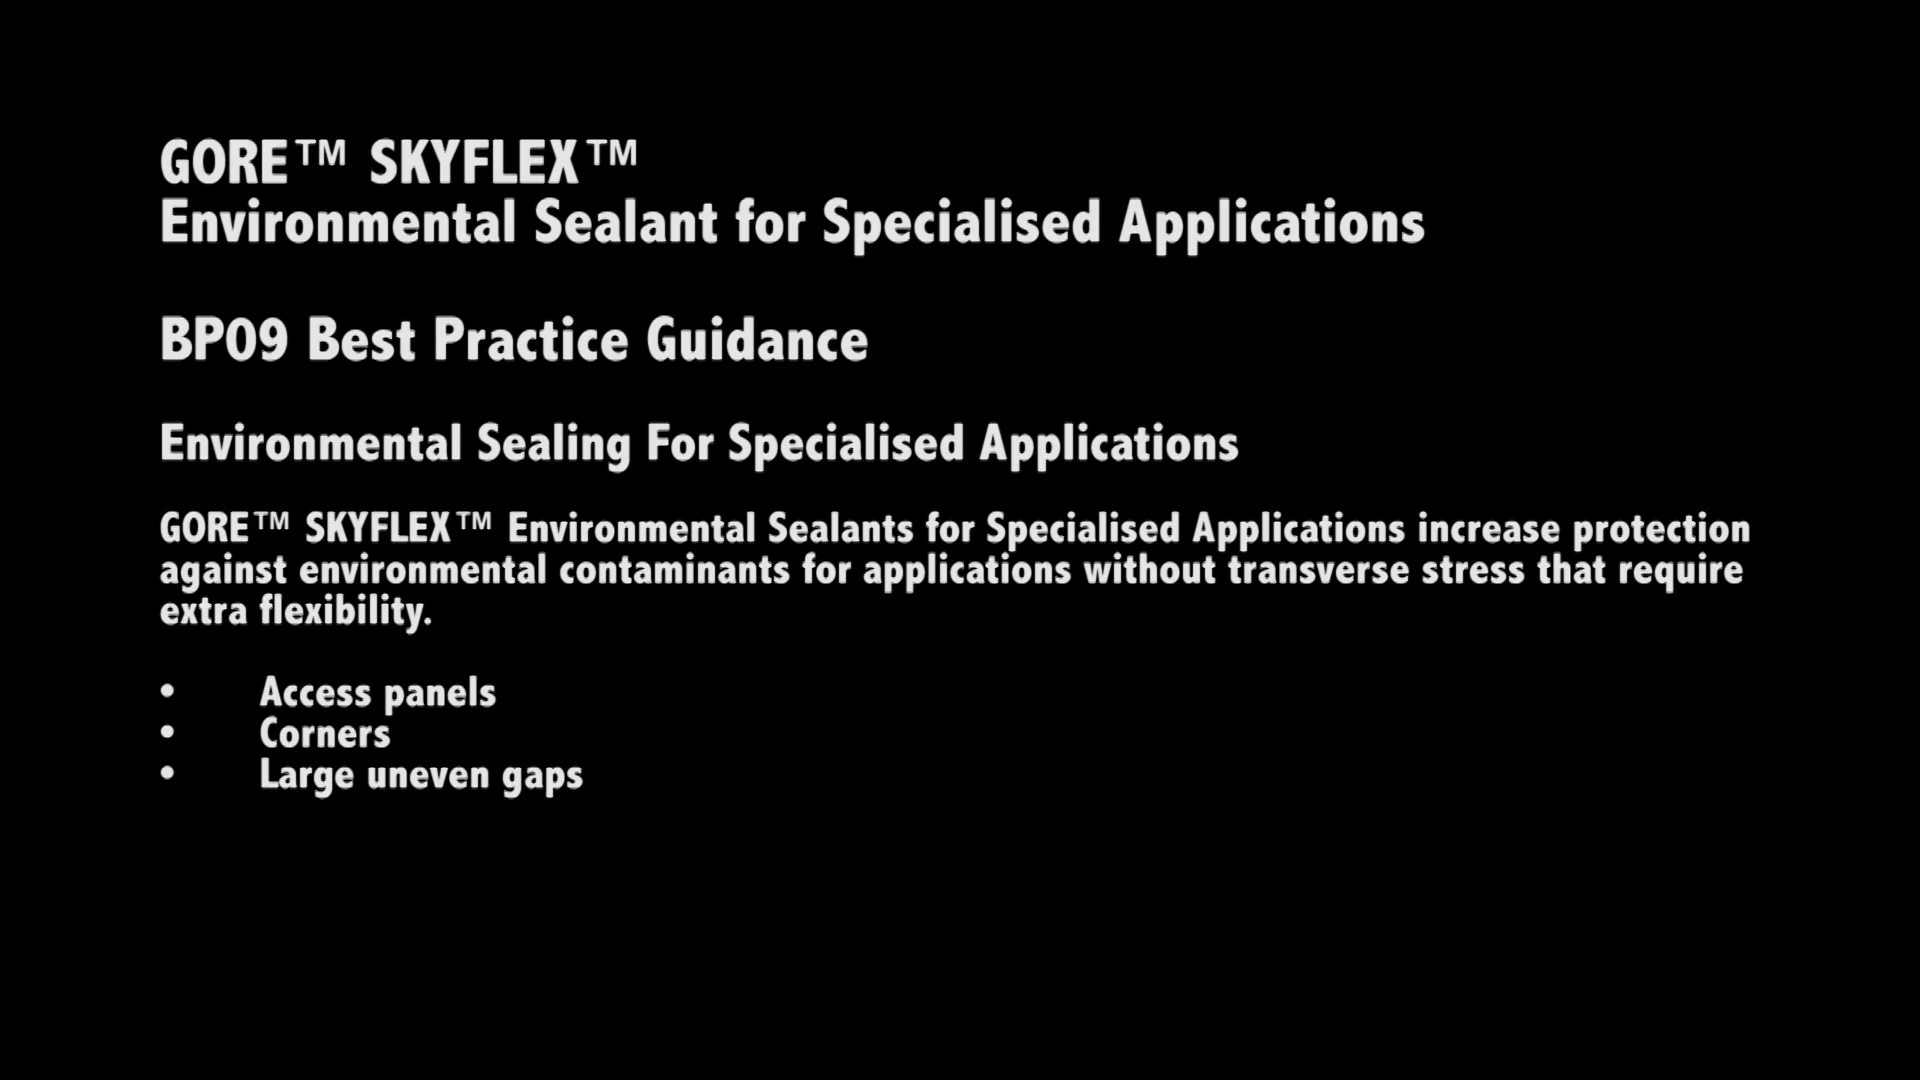 GORE™ SKYFLEX™
Environmental Sealant for Specialised Applications
BP09 Best Practice Guidance
Environmental Sealing For Specialised Applications
GORE™ SKYFLEX™ Environmental Sealants for Specialised Applications increase protection
against environmental contaminants for applications without transverse stress that require
extra flexibility.
• Access panels
• Corners
• Large uneven gaps